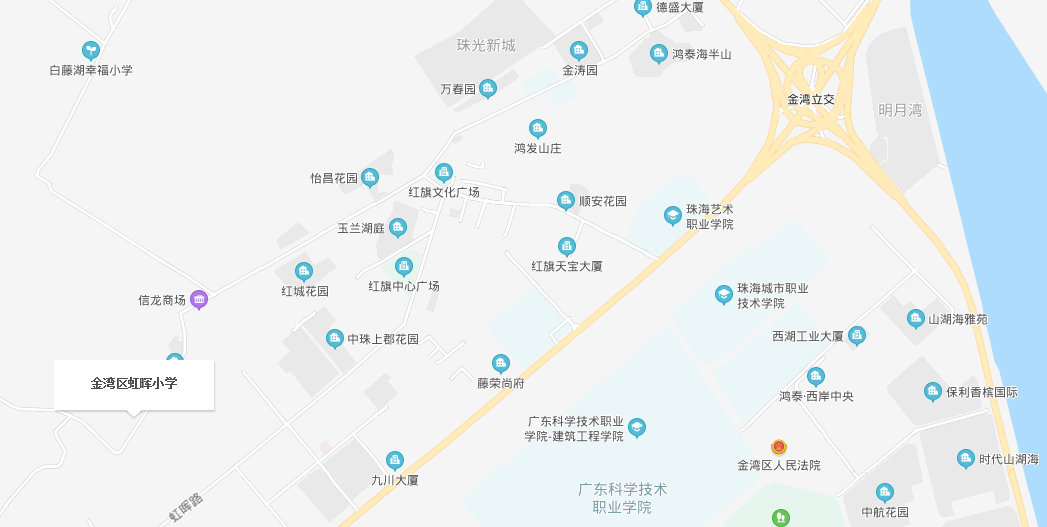 德盛大厦
珠光新城
鸿泰海半山
白藤湖幸福小学
金涛园
万春园
金湾立交
明月湾
鸿发山庄
怡昌花园
红旗文化广场
顺安花园
珠海艺术
职业学院
玉兰湖庭
红旗天宝大厦
红城花园
红旗中心广场
珠海城市职业
技术学院
信龙商场
山湖海雅苑
西湖工业大厦
中珠上郡花园
金湾区虹晖小学
藤荣尚府
鸿泰·西岸中央
保利香槟国际
广东科学技术职业
学院-建筑工程学院
金湾区人民法院
时代山湖海
九川大厦
广东科学技术
职业学院
虹晖路
中航花园